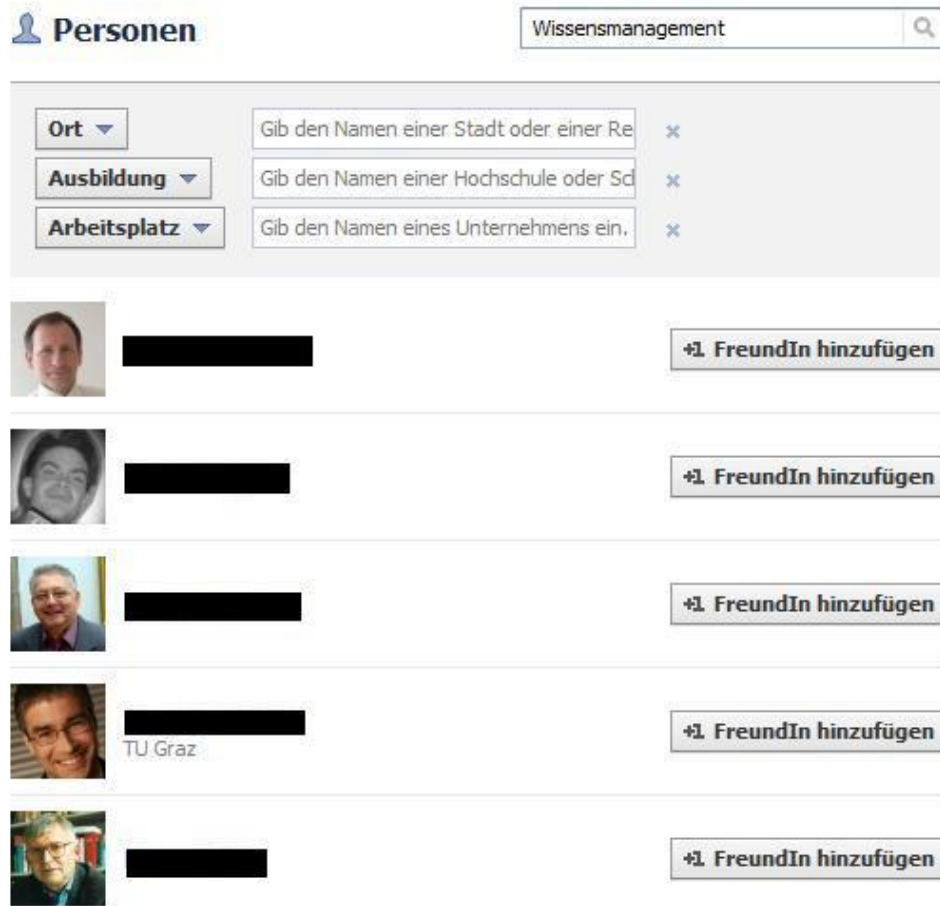 Personen
Wissensmanagement
Ort
Gib den Namen einer Stadt oder einer Re
Ausbildung
Gib den Namen einer Hochschule oder Sc
Arbeitsplatz
Gib den Namen eines Unternehmens ein.
+1 FreundIn hinzufügen
+1 FreundIn hinzufügen
+1 FreundIn hinzufügen
+1 FreundIn hinzufügen
TU Graz
+1 FreundIn hinzufügen